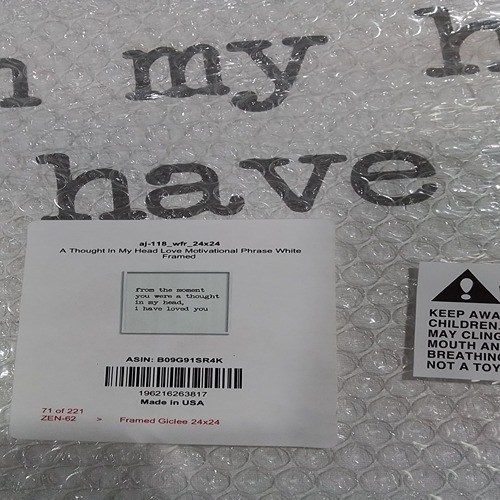 n my h
have
aj-118_wfr_24x24
A Thought In My Head Love Motivational Phrase White
Framed
from the moment
you were a thought
in my head,
i have loved you
ASIN: B09G91SR4K
196216263817
Made in USA
71 of 221
ZEN-62 > Framed Giclee 24x24
KEEP AWA
CHILDREN.
MAY CLING
MOUTH AN
BREATHING
NOT A TOY